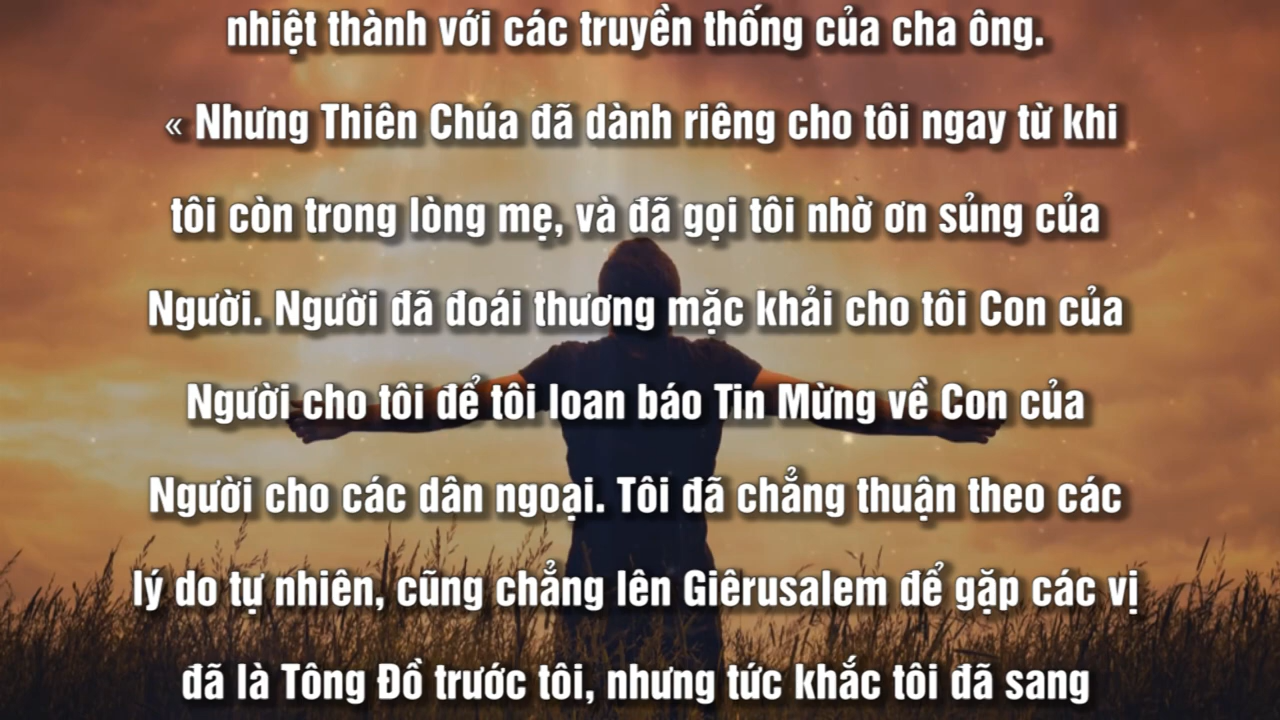 nhiệt thành với các truyền thống của cha ông.
« Nhưng Thiên Chúa đã dành riêng cho tôi ngay từ khi
tôi còn trong lòng mẹ, và đã gọi tôi nhờ ơn sủng của
Người. Người đã đoái thương mặc khải cho tôi Con của
Người cho tôi để tôi loan báo Tin Mừng về Con của
Người cho các dân ngoại. Tôi đã chẳng thuận theo các
lý do tự nhiên, cũng chẳng lên Giêrusalem để gặp các vị
đã là Tông Đồ trước tôi, nhưng tức khắc tôi đã sang